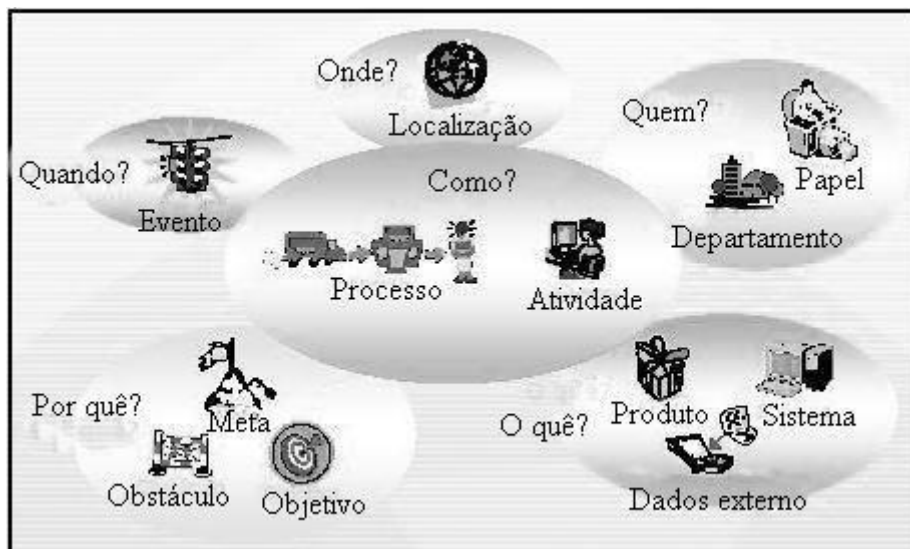 Onde?
Localização
Quem?
Papel
Departamento
Quando?
Evento
Como?
Processo
Atividade
Por quê?
Meta
Obstáculo
Objetivo
O quê?
Produto
Sistema
Dados externo